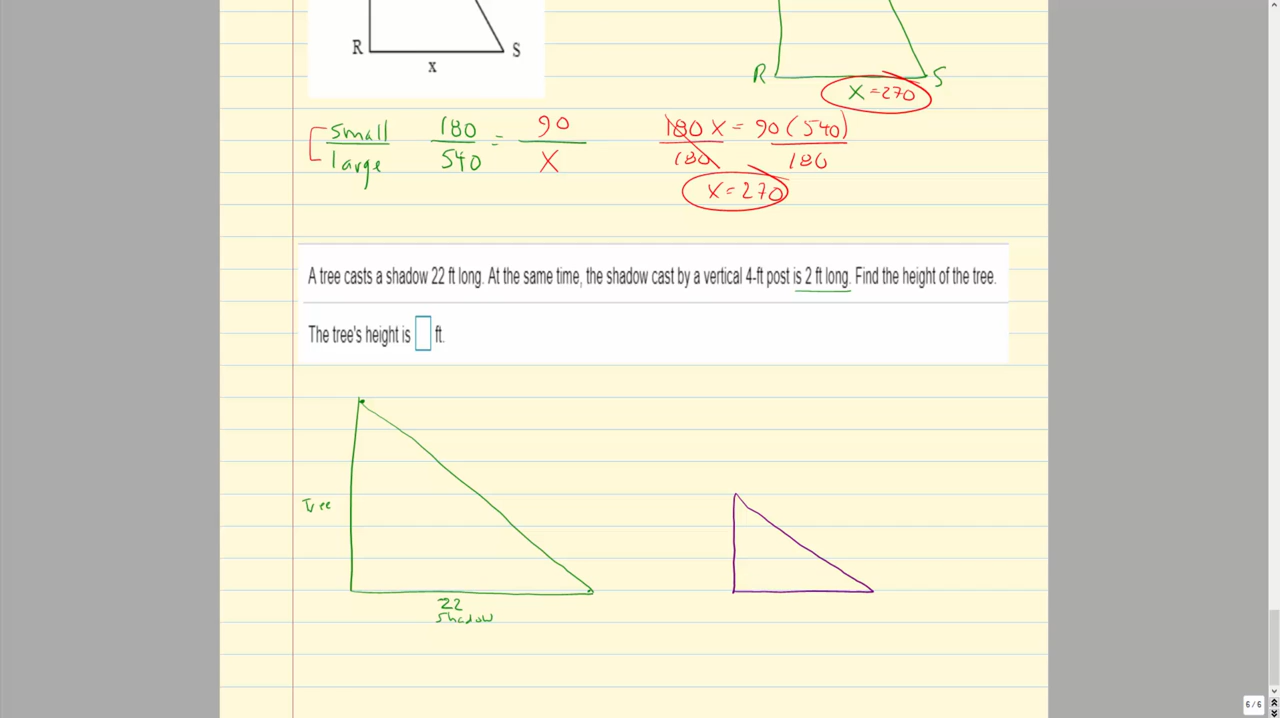 R
S
x
R
S
X = 270
small 180 = 90 180 X = 90 (540)
large 540 X 180 180
X = 270
A tree casts a shadow 22 ft long. At the same time, the shadow cast by a vertical 4-ft post is 2 ft long. Find the height of the tree.
The tree's height is ft.
Tree
22
Shadow
6 / 6